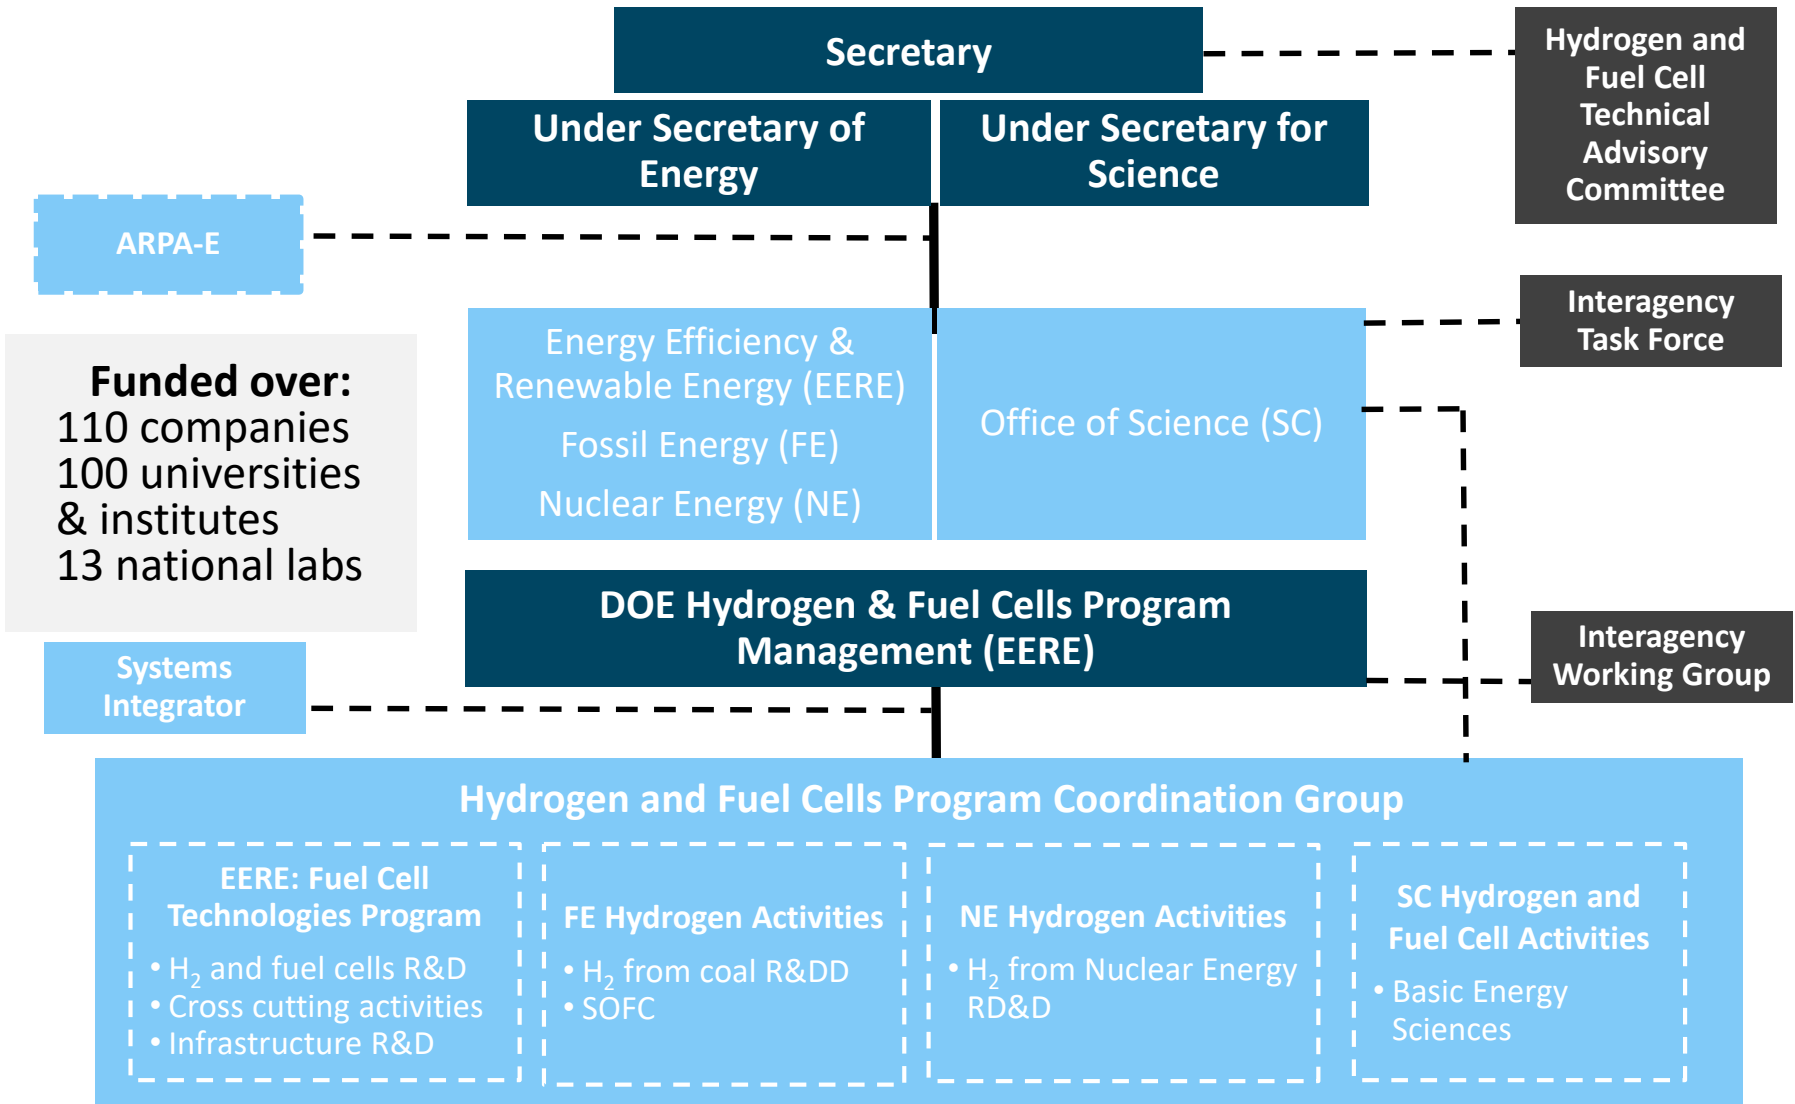 Secretary
Hydrogen and
Fuel Cell
Technical
Advisory
Committee
Under Secretary of
Energy
Under Secretary for
Science
ARPA-E
Interagency
Task Force
Energy Efficiency &
Renewable Energy (EERE)
Fossil Energy (FE)
Nuclear Energy (NE)
Office of Science (SC)
Funded over:
110 companies
100 universities
& institutes
13 national labs
DOE Hydrogen & Fuel Cells Program
Management (EERE)
Interagency
Working Group
Systems
Integrator
Hydrogen and Fuel Cells Program Coordination Group
EERE: Fuel Cell
Technologies Program
• H₂ and fuel cells R&D
• Cross cutting activities
• Infrastructure R&D
FE Hydrogen Activities
• H₂ from coal R&DD
• SOFC
NE Hydrogen Activities
• H₂ from Nuclear Energy
RD&D
SC Hydrogen and
Fuel Cell Activities
• Basic Energy
Sciences